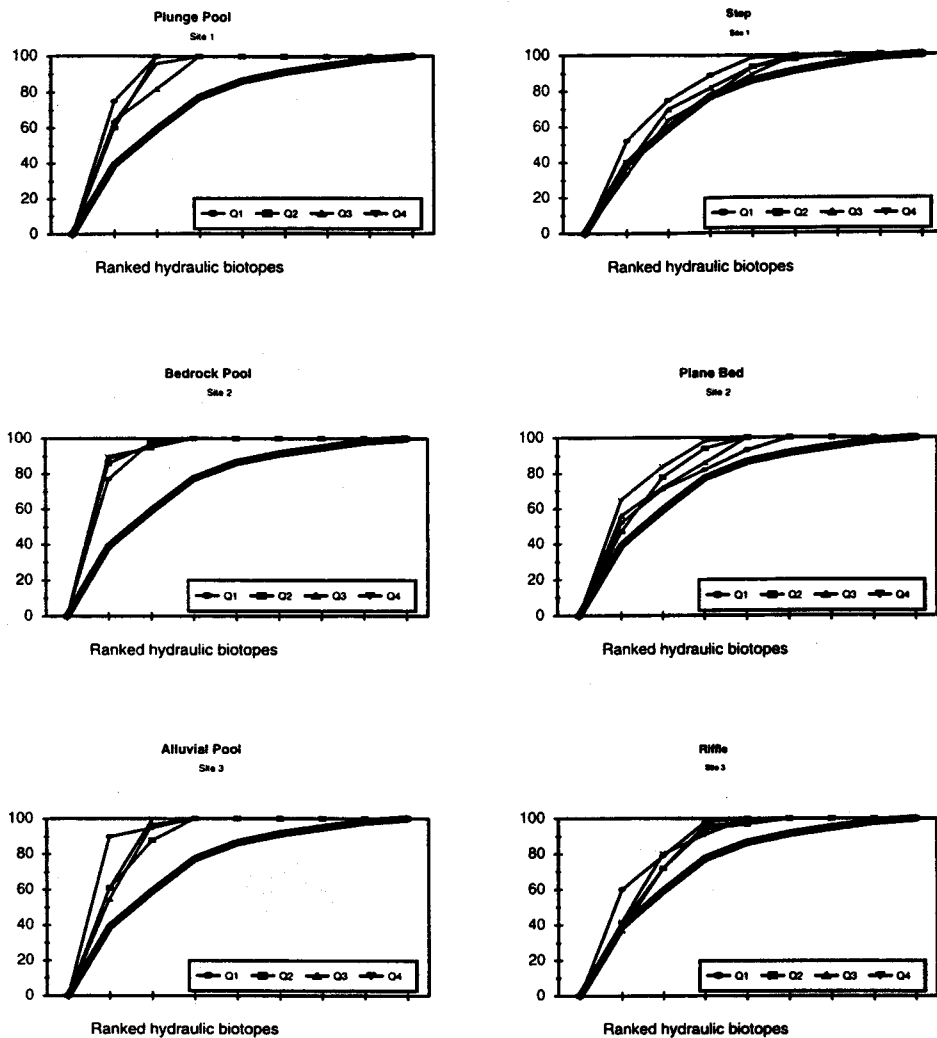 Plunge Pool
Site 1
100
80
60
40
20
0
Q1 Q2 Q3 Q4
Ranked hydraulic biotopes
Step
Site 1
100
80
60
40
20
0
Q1 Q2 Q3 Q4
Ranked hydraulic biotopes
Bedrock Pool
Site 2
100
80
60
40
20
0
Q1 Q2 Q3 Q4
Ranked hydraulic biotopes
Plane Bed
Site 2
100
80
60
40
20
0
Q1 Q2 Q3 Q4
Ranked hydraulic biotopes
Alluvial Pool
Site 3
100
80
60
40
20
0
Q1 Q2 Q3 Q4
Ranked hydraulic biotopes
Riffle
Site 3
100
80
60
40
20
0
Q1 Q2 Q3 Q4
Ranked hydraulic biotopes